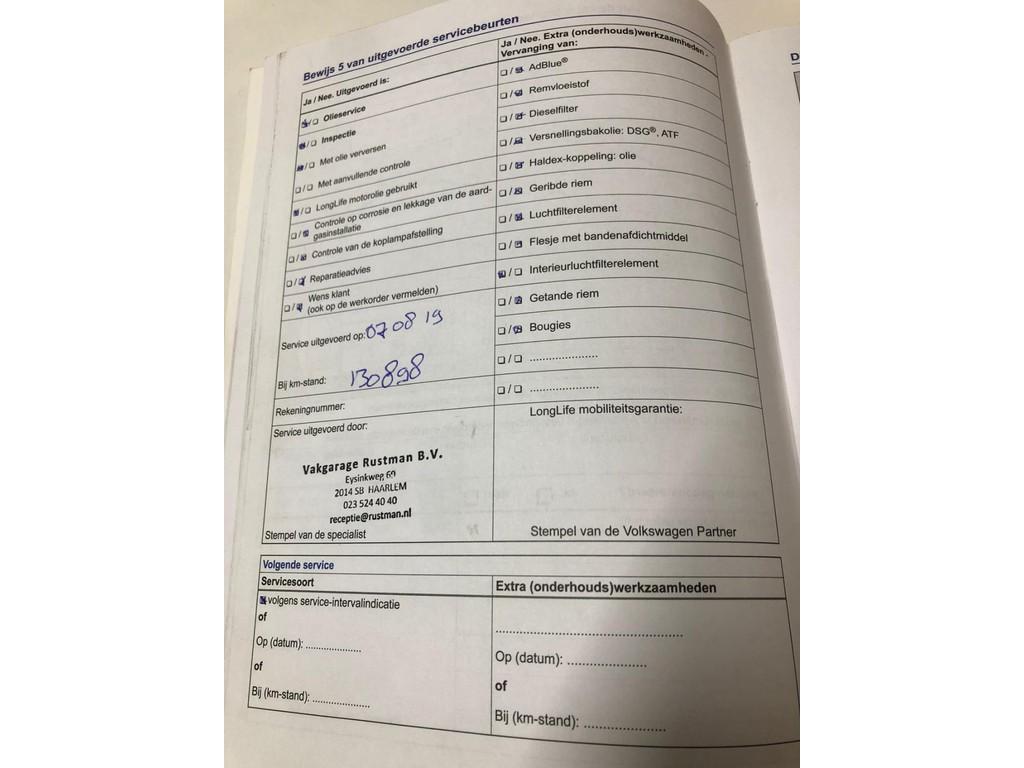 Bewijs 5 van uitgevoerde servicebeurten
Ja / Nee. Uitgevoerd is:
Olieservice
Inspectie
Met olie verversen
Met aanvullende controle
LongLife motorolie gebruikt
Controle op corrosie en lekkage van de aard-
gasinstallatie
Controle van de koplampafstelling
Reparatieadvies
Wens klant
(ook op de werkorder vermelden)
Service uitgevoerd op: 07 08 19
Bij km-stand: 130898
Rekeningnummer:
Service uitgevoerd door:
Vakgarage Rustman B.V.
Eysinkweg 69
2014 SB HAARLEM
023 524 40 40
receptie@rustman.nl
Stempel van de specialist
Ja / Nee. Extra (onderhouds)werkzaamheden -
Vervanging van:
AdBlue®
Remvloeistof
Dieselfilter
Versnellingsbakolie: DSG®, ATF
Haldex-koppeling: olie
Geribde riem
Luchtfilterelement
Flesje met bandenafdichtmiddel
Interieurluchtfilterelement
Getande riem
Bougies
LongLife mobiliteitsgarantie:
Stempel van de Volkswagen Partner
Volgende service
Servicesoort
volgens service-intervalindicatie
of
Op (datum): ....................
of
Bij (km-stand): ....................
Extra (onderhouds)werkzaamheden
Op (datum): ....................
of
Bij (km-stand): ....................
D